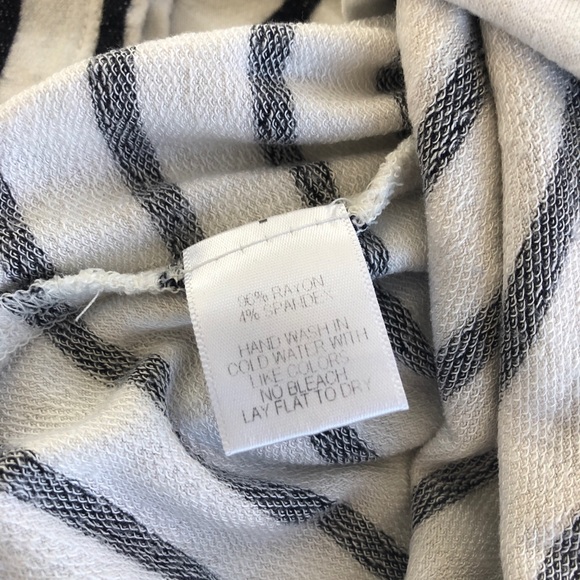 96% RAYON
4% SPANDEX
HAND WASH IN
COLD WATER WITH
LIKE COLORS
NO BLEACH
LAY FLAT TO DRY